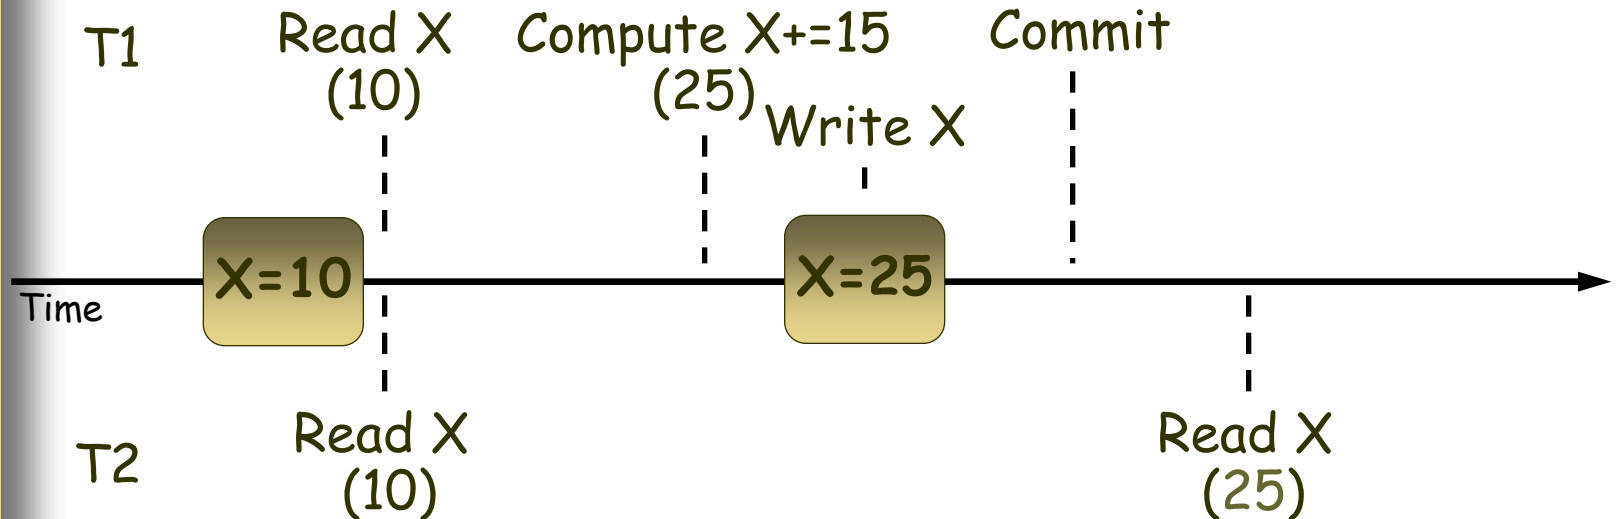 T1
Read X
(10)
Compute X+=15
(25)
Write X
Commit
X=10
X=25
Time
T2
Read X
(10)
Read X
(25)